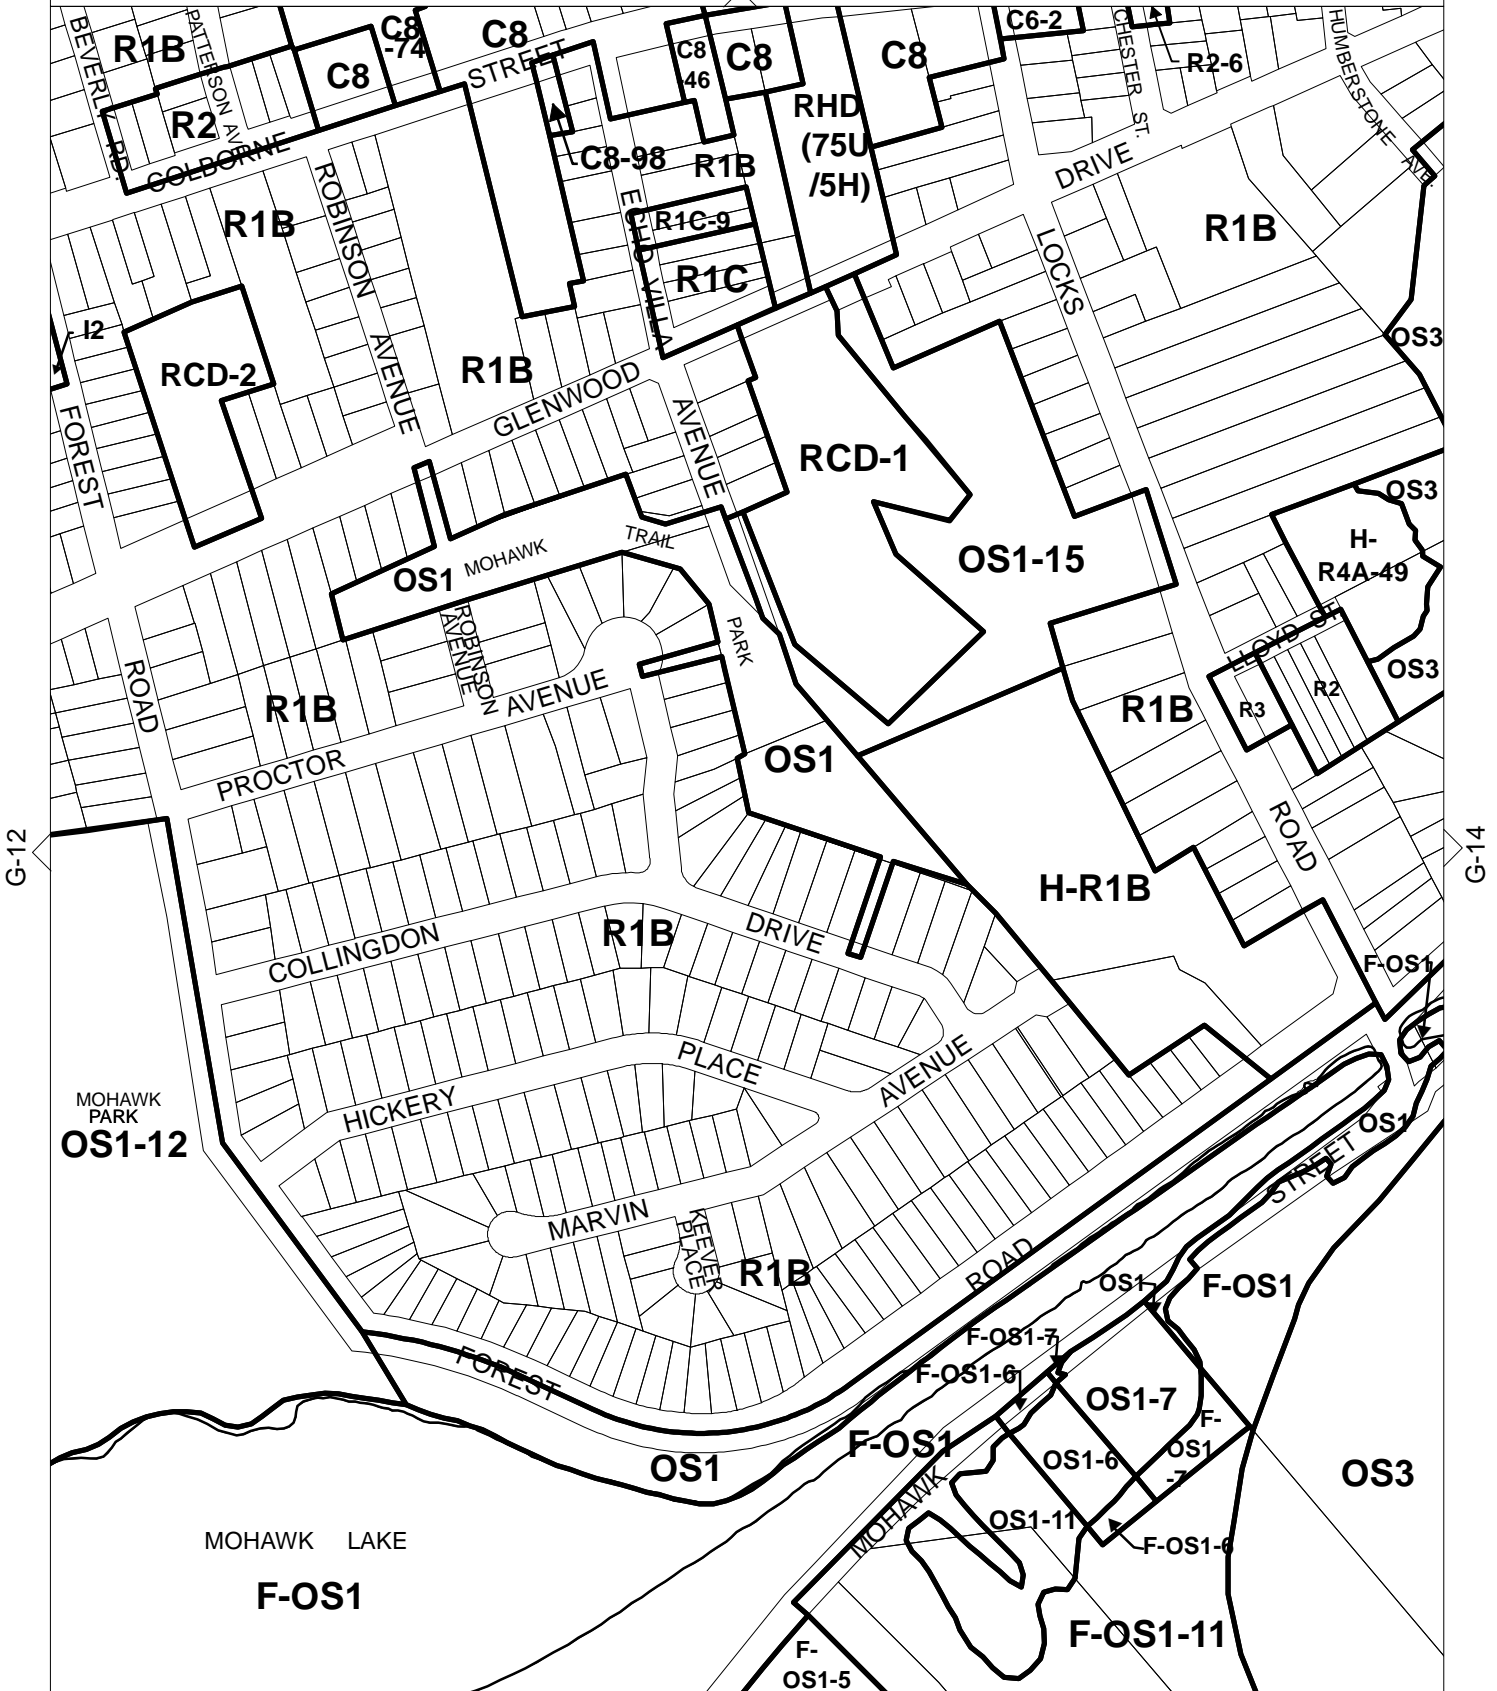 BEVERLY RD.
R1B
PATTERSON AVE.
C8
-74
C8
C8
STREET
C8
-46
C8
C8
C6-2
CHESTER ST.
R2-6
HUMBERSTONE AVE.
R2
COLBORNE
C8-98
R1B
RHD
(75U
/5H)
DRIVE
R1B
ROBINSON
AVENUE
ECHO VILLA
AVENUE
R1C-9
R1C
LOCKS
R1B
OS3
I2
RCD-2
R1B
GLENWOOD
FOREST
RCD-1
OS3
H-
R4A-49
OS1
MOHAWK
TRAIL
OS1-15
PARK
ROBINSON
AVENUE
LLOYD ST.
OS3
ROAD
R1B
AVENUE
R1B
R3
R2
PROCTOR
OS1
ROAD
G-12
G-14
H-R1B
COLLINGDON
R1B
DRIVE
F-OS1
HICKERY
PLACE
AVENUE
MOHAWK
PARK
OS1-12
OS1
STREET
MARVIN
KEEVER
PLACE
R1B
ROAD
OS1
F-OS1
F-OS1-7
F-OS1-6
FOREST
OS1-7
F-
OS1
-7
OS1
F-OS1
OS1-6
OS3
MOHAWK
OS1-11
F-OS1-6
MOHAWK LAKE
F-OS1
F-OS1-11
F-
OS1-5